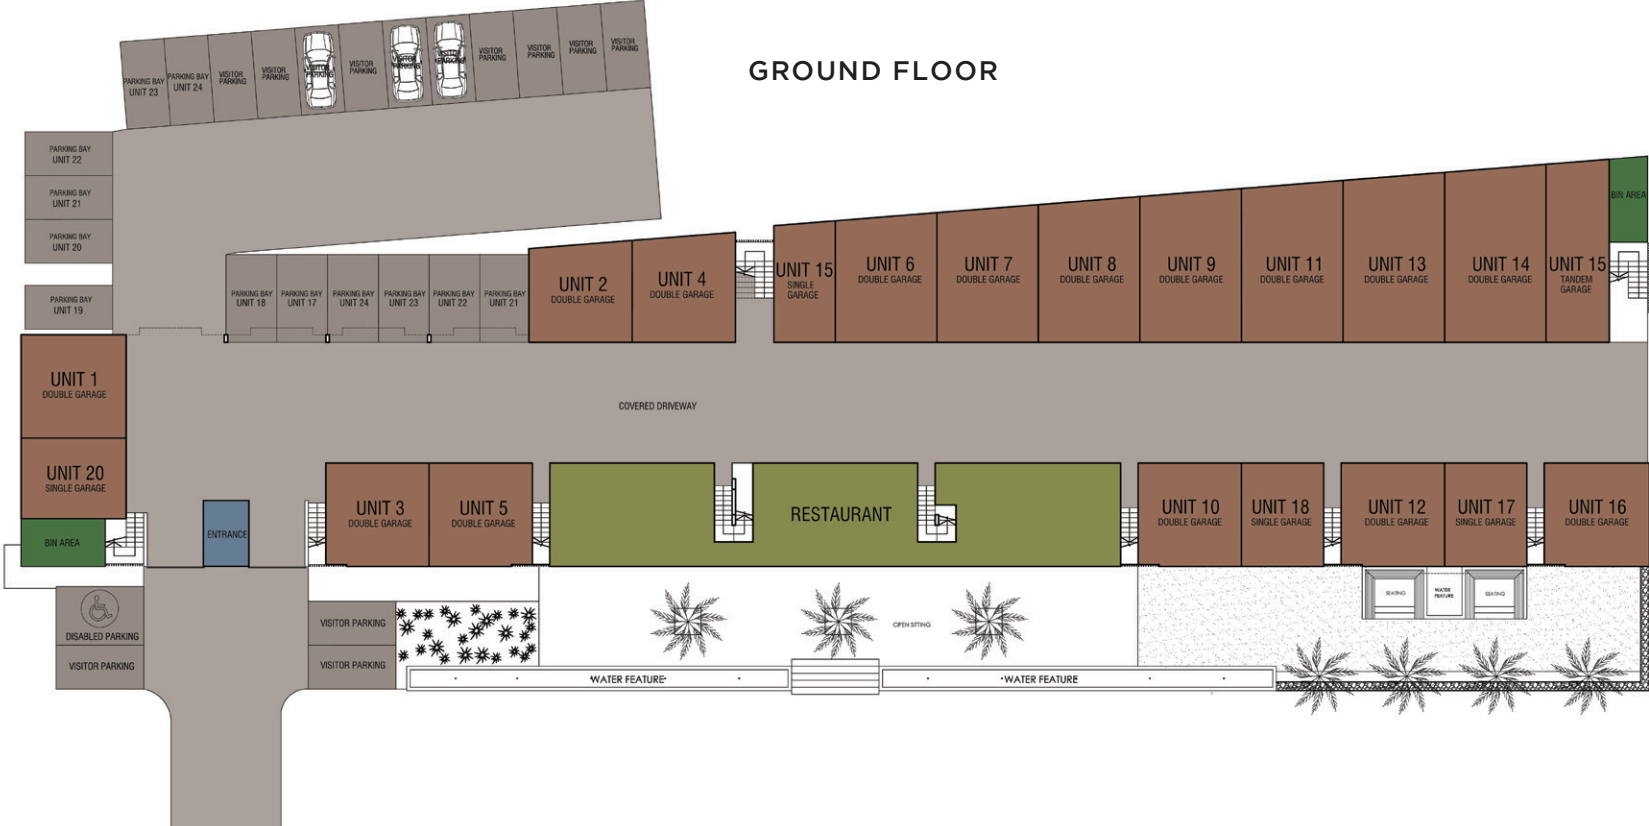 GROUND FLOOR
PARKING BAY
UNIT 23
PARKING BAY
UNIT 24
VISITOR
PARKING
VISITOR
PARKING
VISITOR
PARKING
VISITOR
PARKING
VISITOR
PARKING
VISITOR
PARKING
VISITOR
PARKING
VISITOR
PARKING
VISITOR
PARKING
VISITOR
PARKING
PARKING BAY
UNIT 22
PARKING BAY
UNIT 21
PARKING BAY
UNIT 20
PARKING BAY
UNIT 19
PARKING BAY
UNIT 18
PARKING BAY
UNIT 17
PARKING BAY
UNIT 24
PARKING BAY
UNIT 23
PARKING BAY
UNIT 22
PARKING BAY
UNIT 21
UNIT 2
DOUBLE GARAGE
UNIT 4
DOUBLE GARAGE
UNIT 15
SINGLE
GARAGE
UNIT 6
DOUBLE GARAGE
UNIT 7
DOUBLE GARAGE
UNIT 8
DOUBLE GARAGE
UNIT 9
DOUBLE GARAGE
UNIT 11
DOUBLE GARAGE
UNIT 13
DOUBLE GARAGE
UNIT 14
DOUBLE GARAGE
UNIT 15
TANDEM
GARAGE
BIN AREA
UNIT 1
DOUBLE GARAGE
COVERED DRIVEWAY
UNIT 20
SINGLE GARAGE
BIN AREA
ENTRANCE
UNIT 3
DOUBLE GARAGE
UNIT 5
DOUBLE GARAGE
RESTAURANT
UNIT 10
DOUBLE GARAGE
UNIT 18
SINGLE GARAGE
UNIT 12
DOUBLE GARAGE
UNIT 17
SINGLE GARAGE
UNIT 16
DOUBLE GARAGE
DISABLED PARKING
VISITOR PARKING
VISITOR PARKING
VISITOR PARKING
OPEN SITING
SEATING
WATER
FEATURE
SEATING
WATER FEATURE
WATER FEATURE